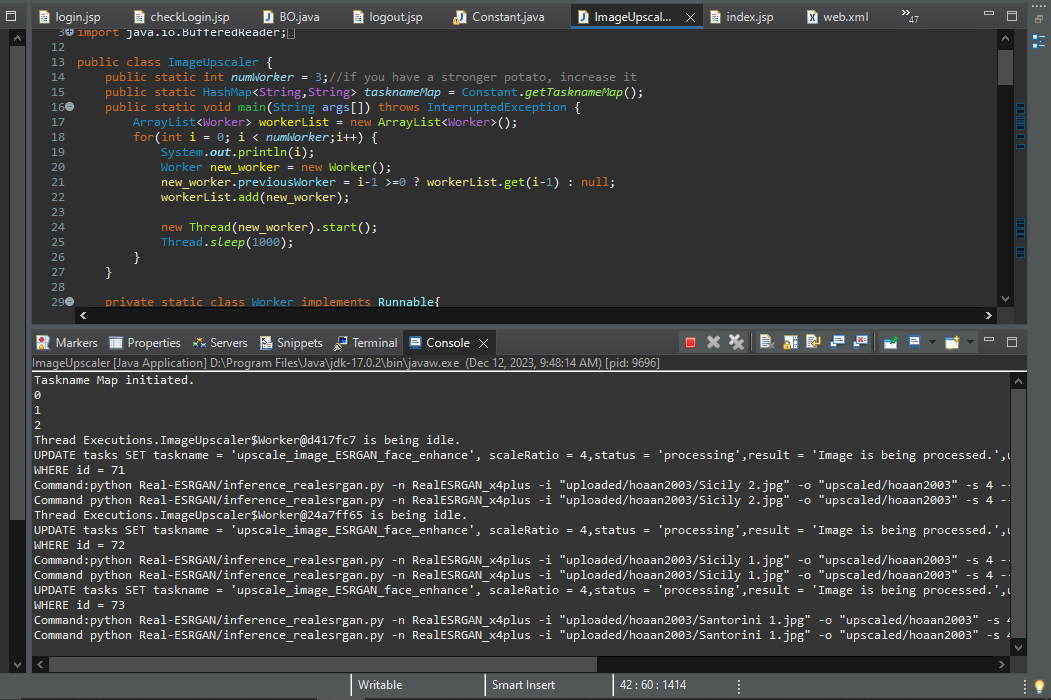 login.jsp checkLogin.jsp BO.java logout.jsp Constant.java ImageUpscal... index.jsp web.xml »47
3 import java.io.BufferedReader;
12
13 public class ImageUpscaler {
14 public static int numWorker = 3;//if you have a stronger potato, increase it
15 public static HashMap<String,String> tasknameMap = Constant.getTasknameMap();
16 public static void main(String args[]) throws InterruptedException {
17 ArrayList<Worker> workerList = new ArrayList<Worker>();
18 for(int i = 0; i < numWorker;i++) {
19 System.out.println(i);
20 Worker new_worker = new Worker();
21 new_worker.previousWorker = i-1 >=0 ? workerList.get(i-1) : null;
22 workerList.add(new_worker);
23
24 new Thread(new_worker).start();
25 Thread.sleep(1000);
26 }
27 }
28
29 private static class Worker implements Runnable{
Markers Properties Servers Snippets Terminal Console
ImageUpscaler [Java Application] D:\Program Files\Java\jdk-17.0.2\bin\javaw.exe (Dec 12, 2023, 9:48:14 AM) [pid: 9696]
Taskname Map initiated.
0
1
2
Thread Executions.ImageUpscaler$Worker@d417fc7 is being idle.
UPDATE tasks SET taskname = 'upscale_image_ESRGAN_face_enhance', scaleRatio = 4,status = 'processing',result = 'Image is being processed.',u
WHERE id = 71
Command:python Real-ESRGAN/inference_realesrgan.py -n RealESRGAN_x4plus -i "uploaded/hoaan2003/Sicily 2.jpg" -o "upscaled/hoaan2003" -s 4 --
Command python Real-ESRGAN/inference_realesrgan.py -n RealESRGAN_x4plus -i "uploaded/hoaan2003/Sicily 2.jpg" -o "upscaled/hoaan2003" -s 4 --
Thread Executions.ImageUpscaler$Worker@24a7ff65 is being idle.
UPDATE tasks SET taskname = 'upscale_image_ESRGAN_face_enhance', scaleRatio = 4,status = 'processing',result = 'Image is being processed.',u
WHERE id = 72
Command:python Real-ESRGAN/inference_realesrgan.py -n RealESRGAN_x4plus -i "uploaded/hoaan2003/Sicily 1.jpg" -o "upscaled/hoaan2003" -s 4 --
Command python Real-ESRGAN/inference_realesrgan.py -n RealESRGAN_x4plus -i "uploaded/hoaan2003/Sicily 1.jpg" -o "upscaled/hoaan2003" -s 4 --
UPDATE tasks SET taskname = 'upscale_image_ESRGAN_face_enhance', scaleRatio = 4,status = 'processing',result = 'Image is being processed.',u
WHERE id = 73
Command:python Real-ESRGAN/inference_realesrgan.py -n RealESRGAN_x4plus -i "uploaded/hoaan2003/Santorini 1.jpg" -o "upscaled/hoaan2003" -s 4
Command python Real-ESRGAN/inference_realesrgan.py -n RealESRGAN_x4plus -i "uploaded/hoaan2003/Santorini 1.jpg" -o "upscaled/hoaan2003" -s 4
Writable Smart Insert 42 : 60 : 1414